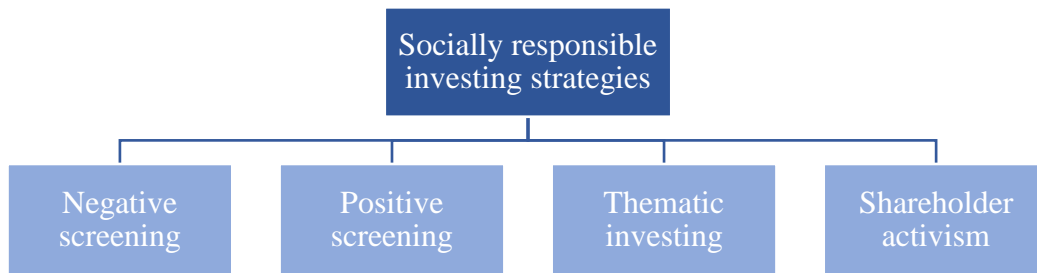 Socially responsible
investing strategies
Negative
screening
Positive
screening
Thematic
investing
Shareholder
activism